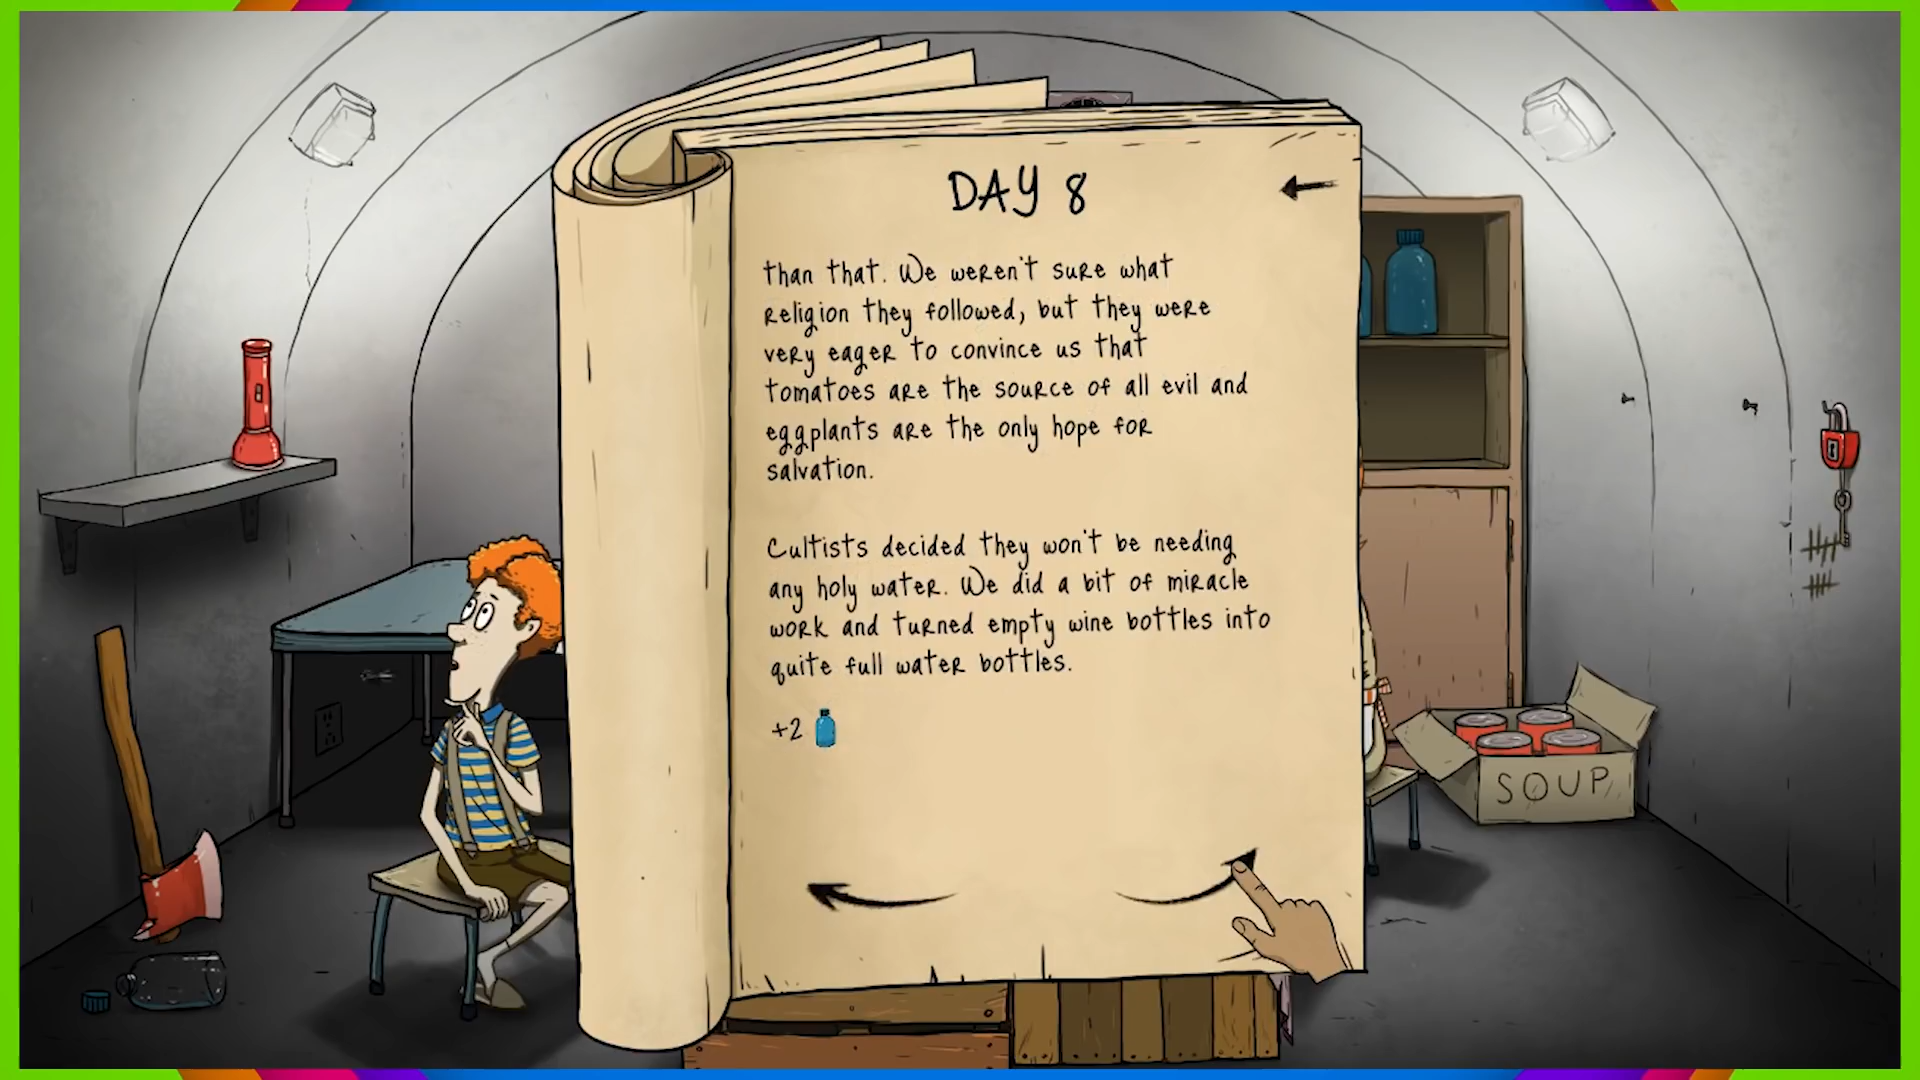 DAY 8
than that. We weren't sure what
religion they followed, but they were
very eager to convince us that
tomatoes are the source of all evil and
eggplants are the only hope for
salvation.
Cultists decided they won't be needing
any holy water. We did a bit of miracle
work and turned empty wine bottles into
quite full water bottles.
+2
SOUP